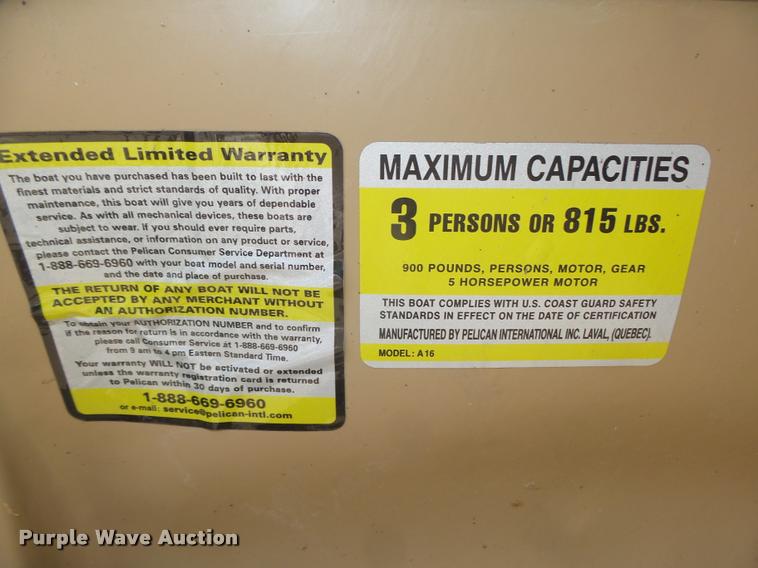 Extended Limited Warranty
The boat you have purchased has been built to last with the
finest materials and strict standards of quality. With proper
maintenance, this boat will give you years of dependable
service. As with all mechanical devices, these boats are
subject to wear. If you should ever require parts,
technical assistance, or information on any product or service,
please contact the Pelican Consumer Service Department at
1-888-669-6960 with your boat model and serial number,
and the date and place of purchase.
THE RETURN OF ANY BOAT WILL NOT BE
ACCEPTED BY ANY MERCHANT WITHOUT
AN AUTHORIZATION NUMBER.
To obtain your AUTHORIZATION NUMBER and to confirm
if the reason for return is in accordance with the warranty,
please call Consumer Service at 1-888-669-6960
from 9 am to 4 pm Eastern Standard Time.
Your warranty WILL NOT be activated or extended
unless the warranty registration card is returned
to Pelican within 30 days of purchase.
1-888-669-6960
or e-mail: service@pelican-intl.com
MAXIMUM CAPACITIES
3 PERSONS OR 815 LBS.
900 POUNDS, PERSONS, MOTOR, GEAR
5 HORSEPOWER MOTOR
THIS BOAT COMPLIES WITH U.S. COAST GUARD SAFETY
STANDARDS IN EFFECT ON THE DATE OF CERTIFICATION
MANUFACTURED BY PELICAN INTERNATIONAL INC. LAVAL, (QUEBEC).
MODEL: A16
Purple Wave Auction®